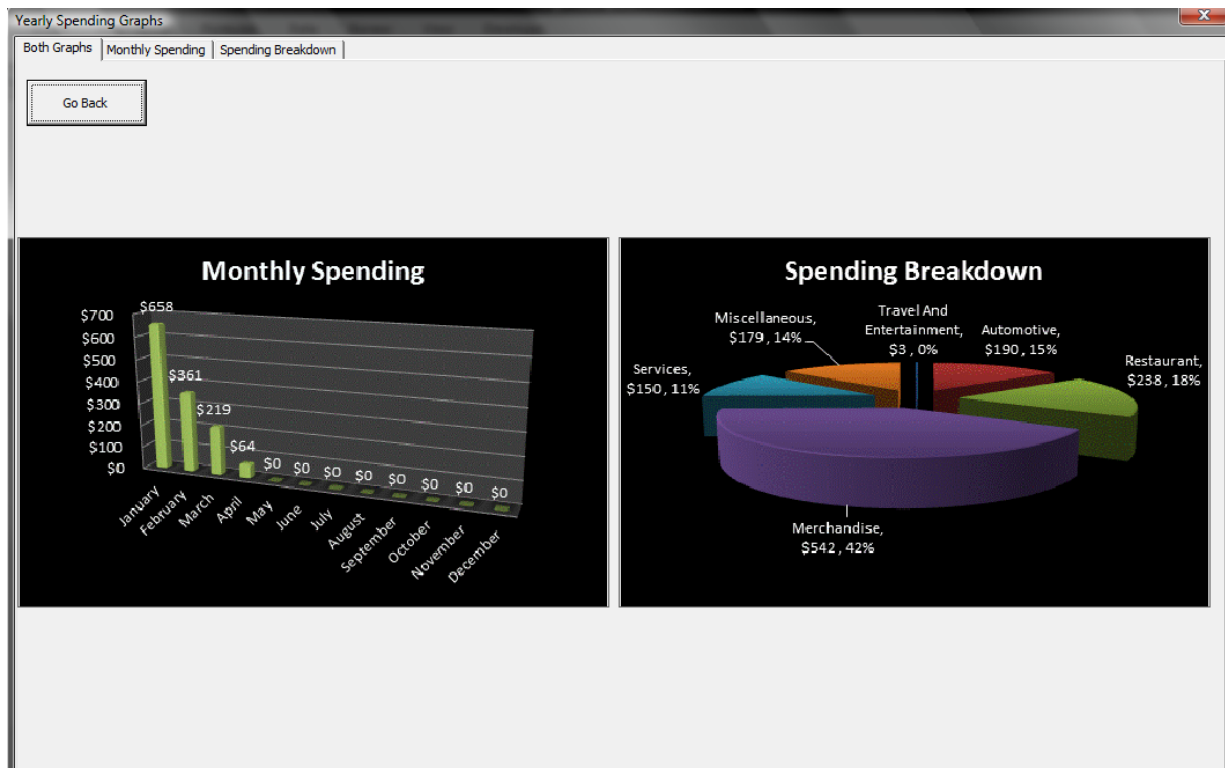 Yearly Spending Graphs
Both Graphs
Monthly Spending
Spending Breakdown
Go Back
Monthly Spending
$700
$600
$500
$400
$300
$200
$100
$0
$658
$361
$219
$64
$0
$0
$0
$0
$0
$0
$0
$0
January
February
March
April
May
June
July
August
September
October
November
December
Spending Breakdown
Travel And
Entertainment,
$3 , 0%
Automotive,
$190 , 15%
Restaurant,
$238 , 18%
Merchandise,
$542 , 42%
Services,
$150 , 11%
Miscellaneous,
$179 , 14%